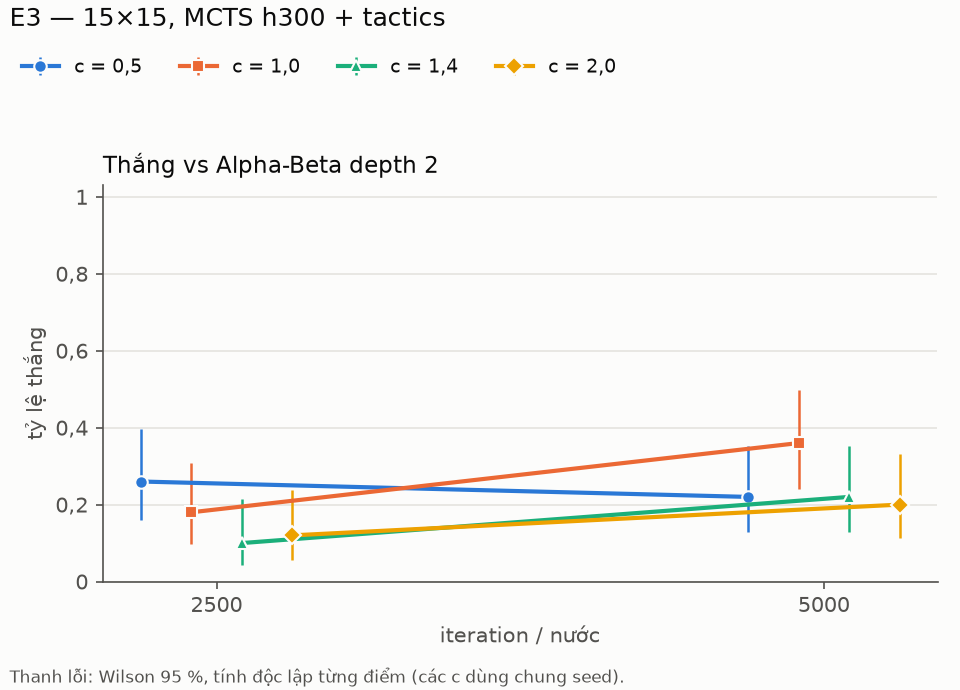 E3 — 15×15, MCTS h300 + tactics
c = 0,5
c = 1,0
c = 1,4
c = 2,0
Thắng vs Alpha-Beta depth 2
tỷ lệ thắng
1
0,8
0,6
0,4
0,2
0
2500
5000
iteration / nước
Thanh lỗi: Wilson 95 %, tính độc lập từng điểm (các c dùng chung seed).